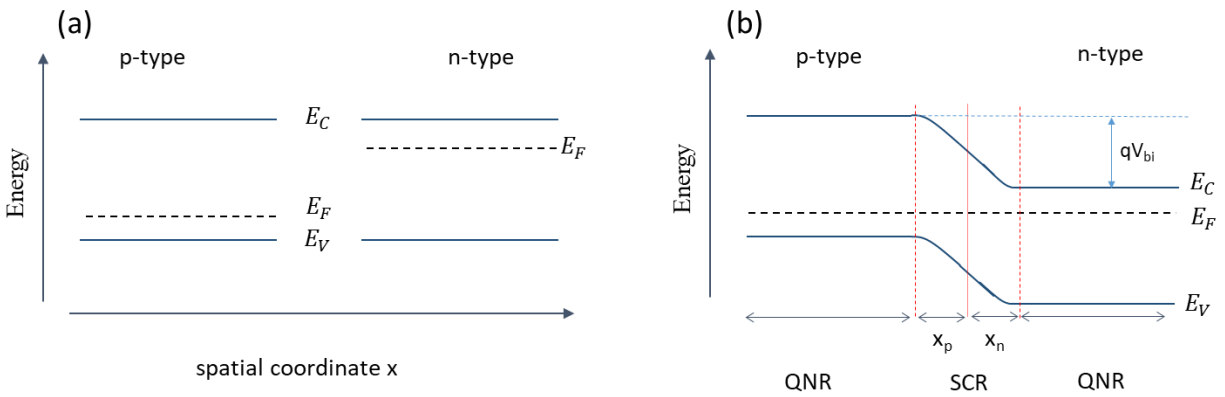 (a)
p-type
n-type
E_C
E_F
E_F
E_V
Energy
spatial coordinate x
(b)
p-type
n-type
qV_bi
E_C
E_F
E_V
Energy
x_p
x_n
QNR
SCR
QNR